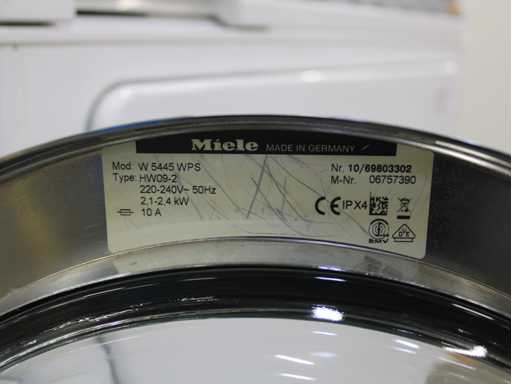 Miele MADE IN GERMANY
Mod. W 5445 WPS Nr. 10/69803302
Type: HW09-2 M-Nr. 06757390
220-240V~ 50Hz
2,1-2,4 kW CE IPX4
10 A